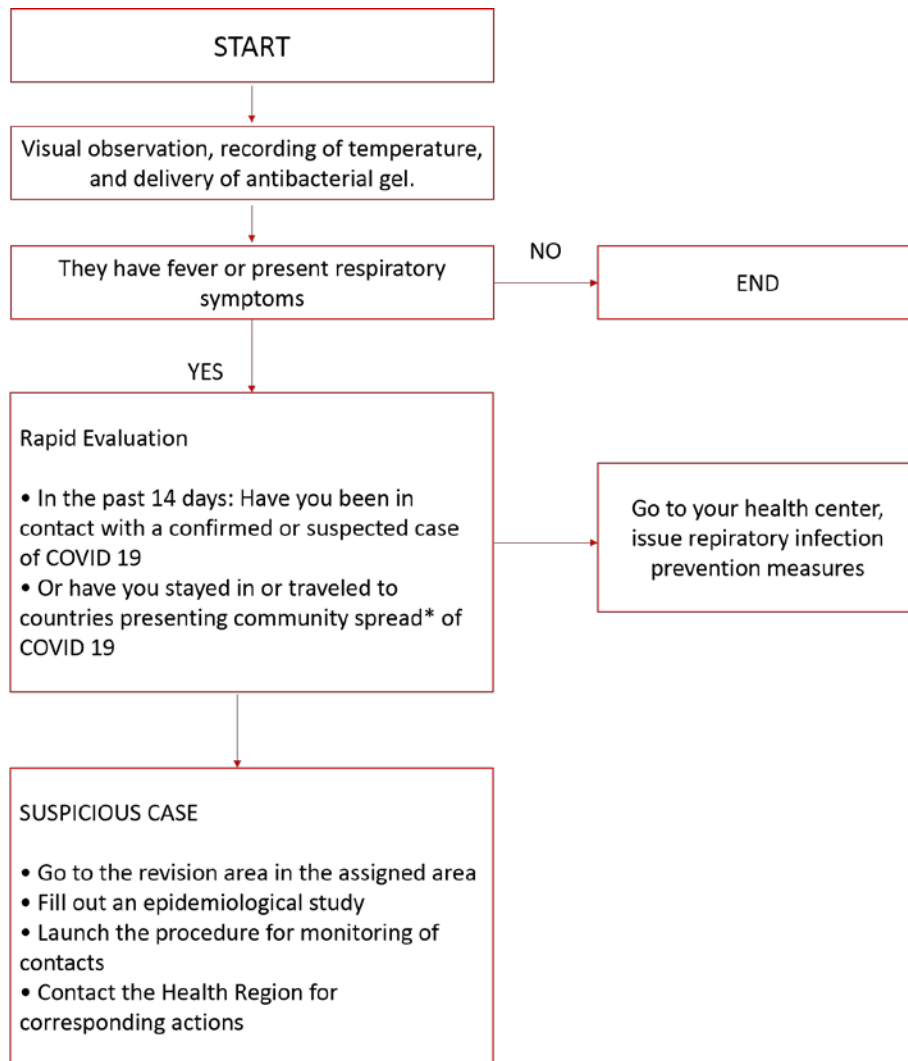 START
Visual observation, recording of temperature,
and delivery of antibacterial gel.
They have fever or present respiratory
symptoms
NO
END
YES
Rapid Evaluation
• In the past 14 days: Have you been in
contact with a confirmed or suspected case
of COVID 19
• Or have you stayed in or traveled to
countries presenting community spread* of
COVID 19
Go to your health center,
issue repiratory infection
prevention measures
SUSPICIOUS CASE
• Go to the revision area in the assigned area
• Fill out an epidemiological study
• Launch the procedure for monitoring of
contacts
• Contact the Health Region for
corresponding actions